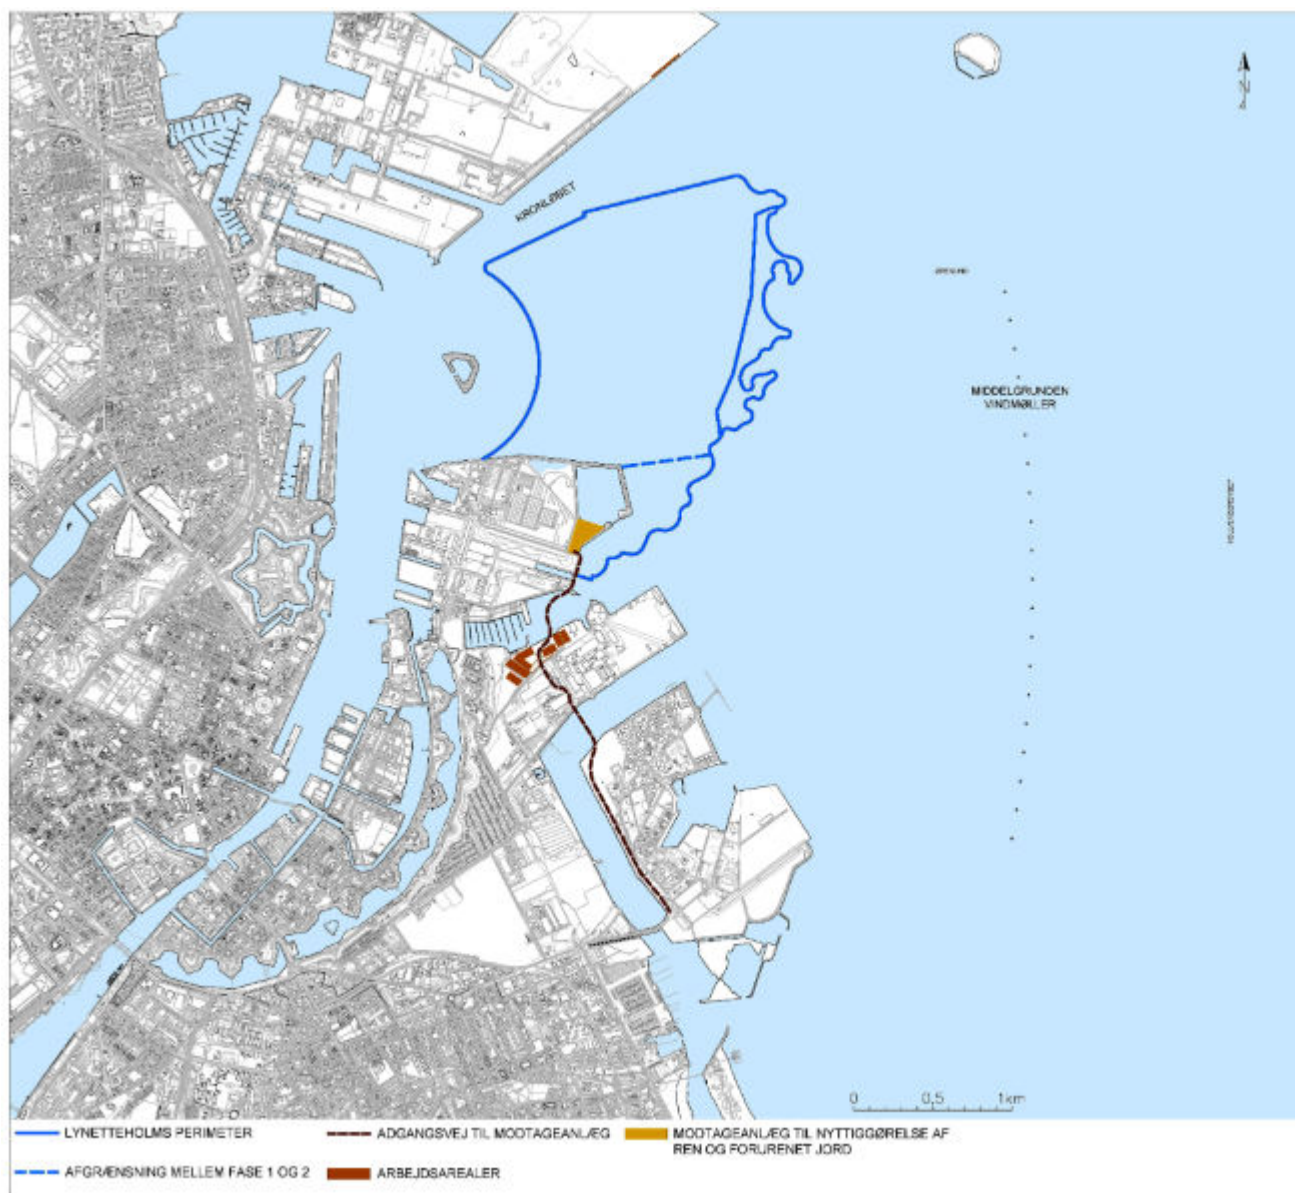 KRONLØBET
MIDDELGRUNDEN
VINDMØLLER
0 0,5 1km
LYNETTEHOLMS PERIMETER
ADGANGSVEJ TIL MODTAGEANLÆG
MODTAGEANLÆG TIL NYTTIGGØRELSE AF
REN OG FORURENET JORD
AFGRÆNSNING MELLEM FASE 1 OG 2
ARBEJDSAREALER